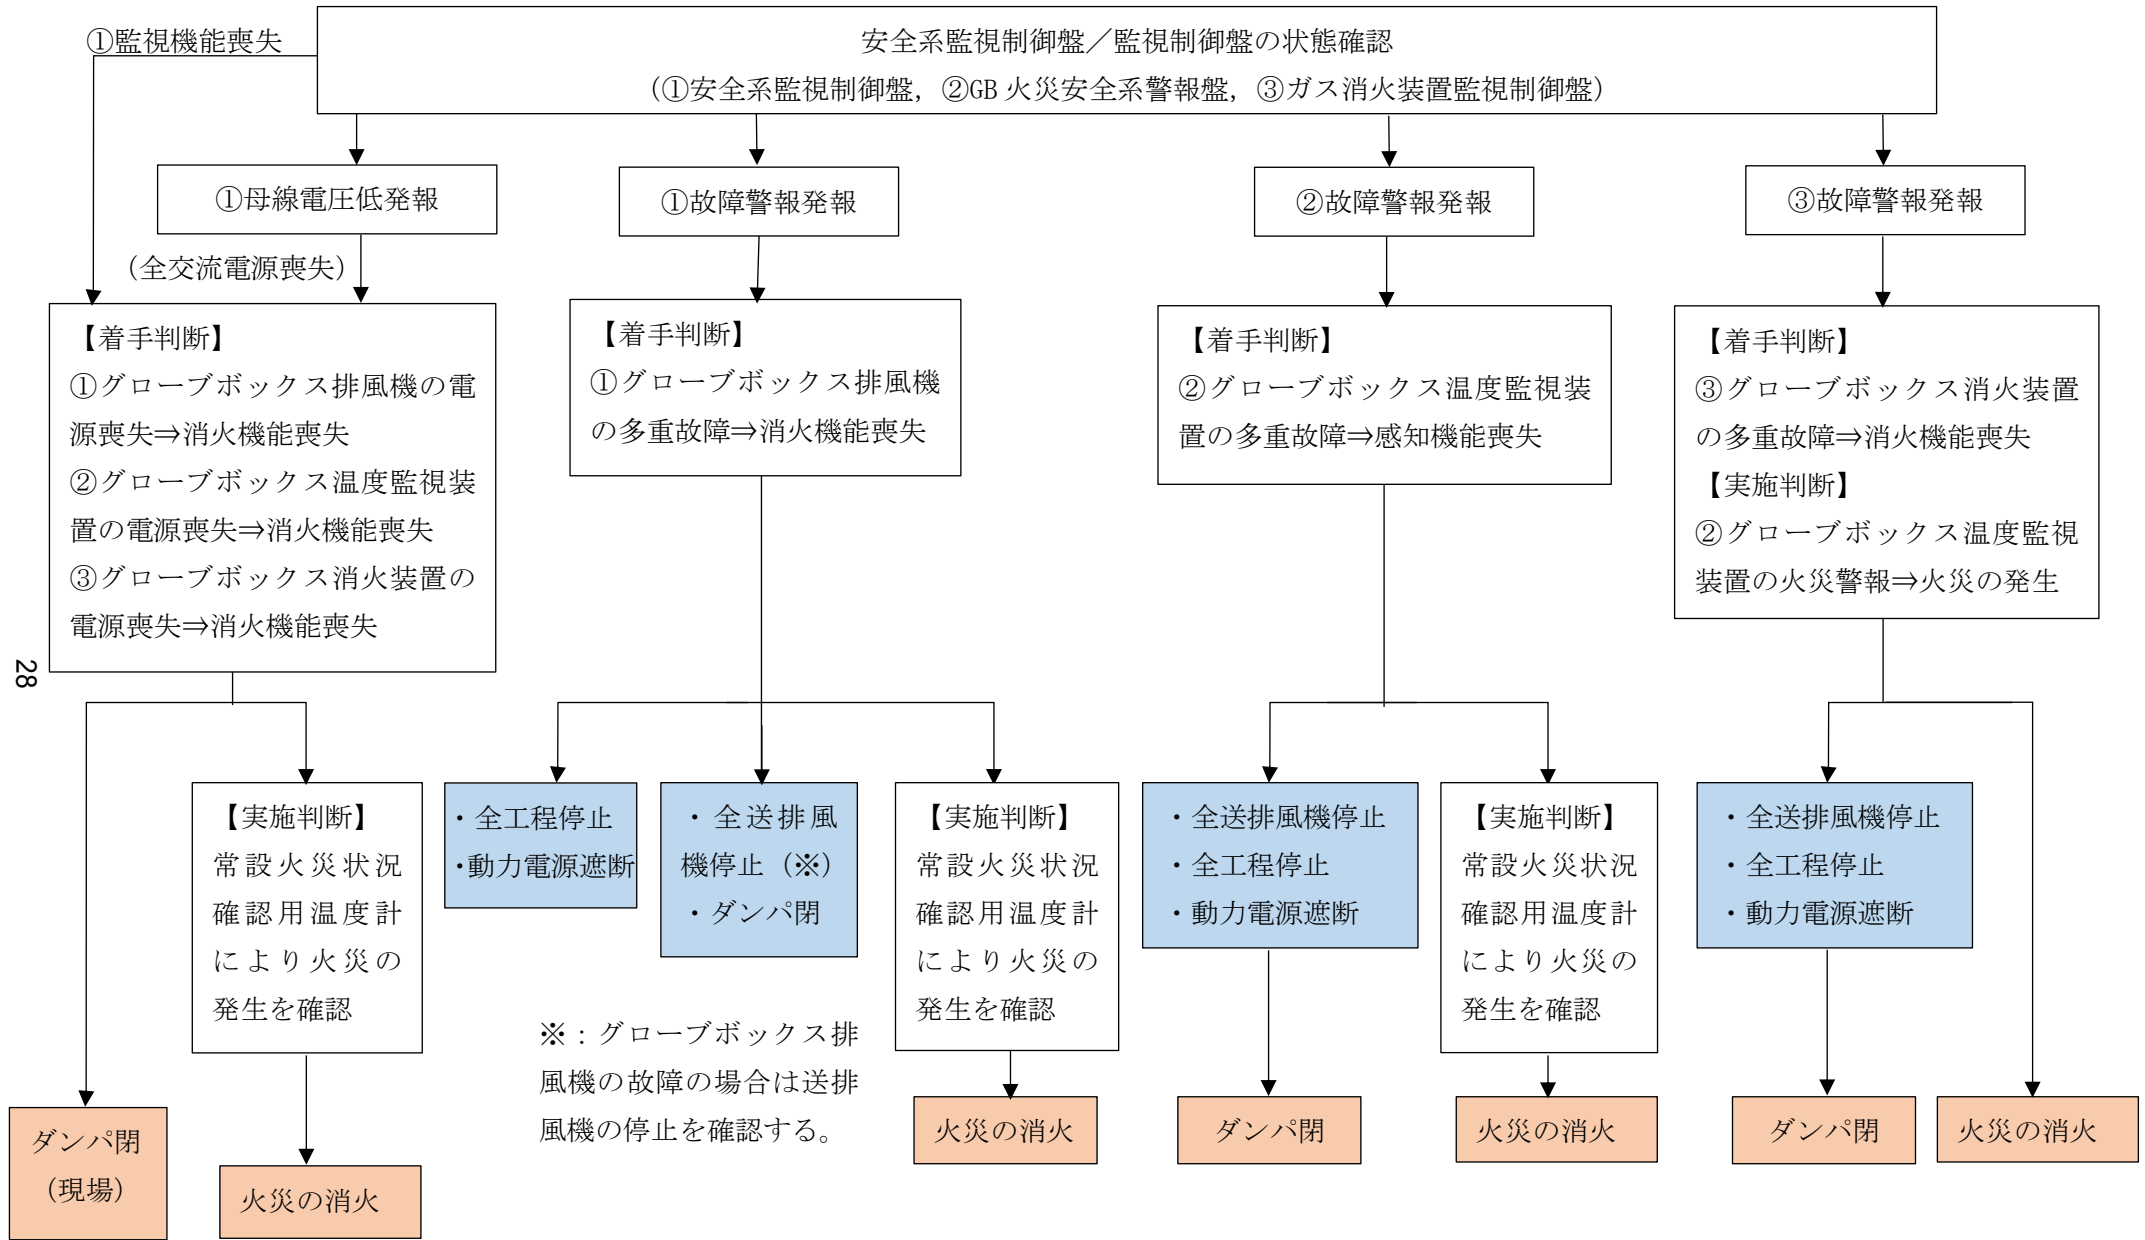 ①監視機能喪失
安全系監視制御盤／監視制御盤の状態確認
（①安全系監視制御盤，②GB 火災安全系警報盤，③ガス消火装置監視制御盤）
①母線電圧低発報
①故障警報発報
②故障警報発報
③故障警報発報
（全交流電源喪失）
【着手判断】
①グローブボックス排風機の電
源喪失⇒消火機能喪失
②グローブボックス温度監視装
置の電源喪失⇒消火機能喪失
③グローブボックス消火装置の
電源喪失⇒消火機能喪失
【着手判断】
①グローブボックス排風機
の多重故障⇒消火機能喪失
【着手判断】
②グローブボックス温度監視装
置の多重故障⇒感知機能喪失
【着手判断】
③グローブボックス消火装置
の多重故障⇒消火機能喪失
【実施判断】
②グローブボックス温度監視
装置の火災警報⇒火災の発生
28
【実施判断】
常設火災状況
確認用温度計
により火災の
発生を確認
・全工程停止
・動力電源遮断
・全送排風
機停止（※）
・ダンパ閉
【実施判断】
常設火災状況
確認用温度計
により火災の
発生を確認
・全送排風機停止
・全工程停止
・動力電源遮断
【実施判断】
常設火災状況
確認用温度計
により火災の
発生を確認
・全送排風機停止
・全工程停止
・動力電源遮断
※：グローブボックス排
風機の故障の場合は送排
風機の停止を確認する。
ダンパ閉
（現場）
火災の消火
火災の消火
ダンパ閉
火災の消火
ダンパ閉
火災の消火